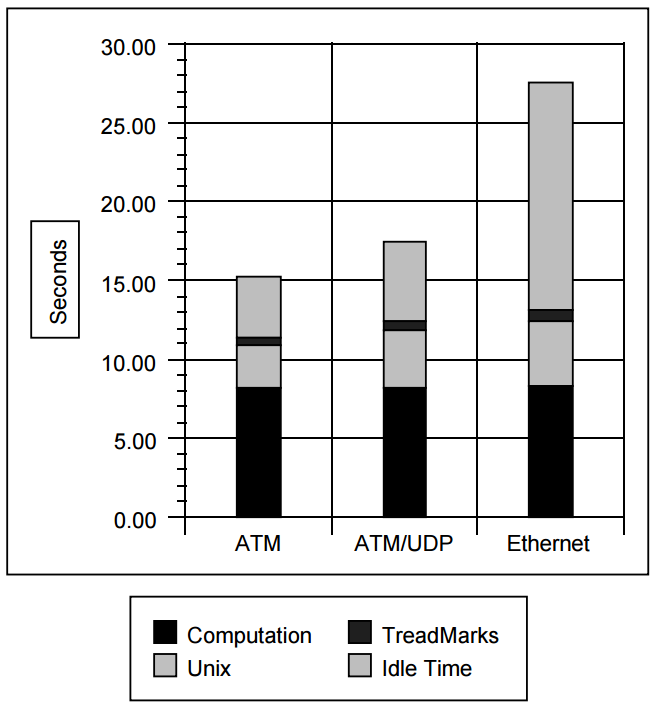 30.00
25.00
20.00
15.00
10.00
5.00
0.00
Seconds
ATM ATM/UDP Ethernet
Computation TreadMarks
Unix Idle Time